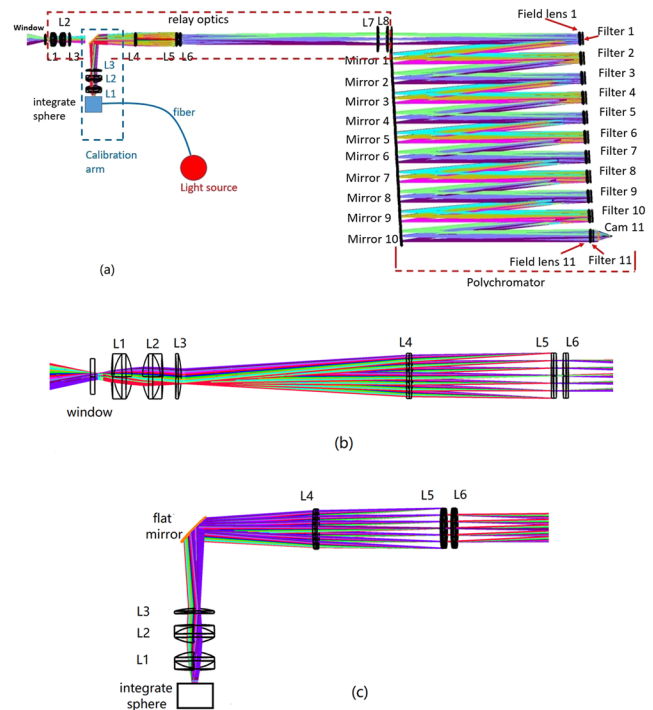 relay optics
Window
L2
L1
L3
L4
L5
L6
L7
L8
Field lens 1
Filter 1
Filter 2
Filter 3
Filter 4
Filter 5
Filter 6
Filter 7
Filter 8
Filter 9
Filter 10
Cam 11
Mirror 1
Mirror 2
Mirror 3
Mirror 4
Mirror 5
Mirror 6
Mirror 7
Mirror 8
Mirror 9
Mirror 10
L3
L2
L1
integrate
sphere
fiber
Calibration
arm
Light source
Field lens 11
Filter 11
Polychromator
(a)
L1
L2
L3
L4
L5
L6
window
(b)
L4
L5
L6
flat
mirror
L3
L2
L1
integrate
sphere
(c)